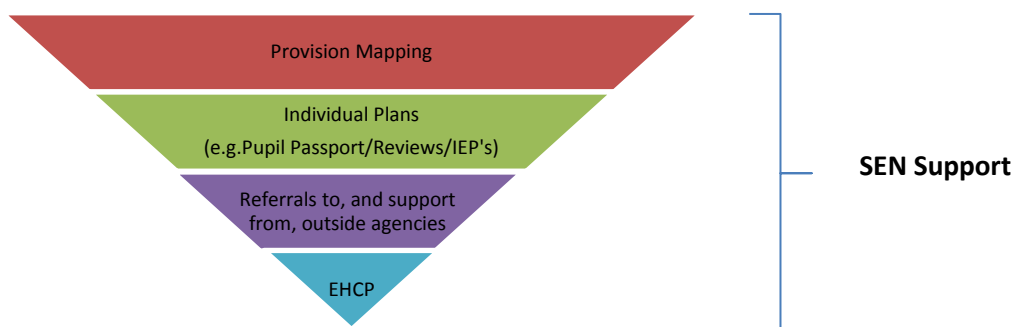 Provision Mapping
Individual Plans
(e.g.Pupil Passport/Reviews/IEP's)
Referrals to, and support
from, outside agencies
EHCP
SEN Support